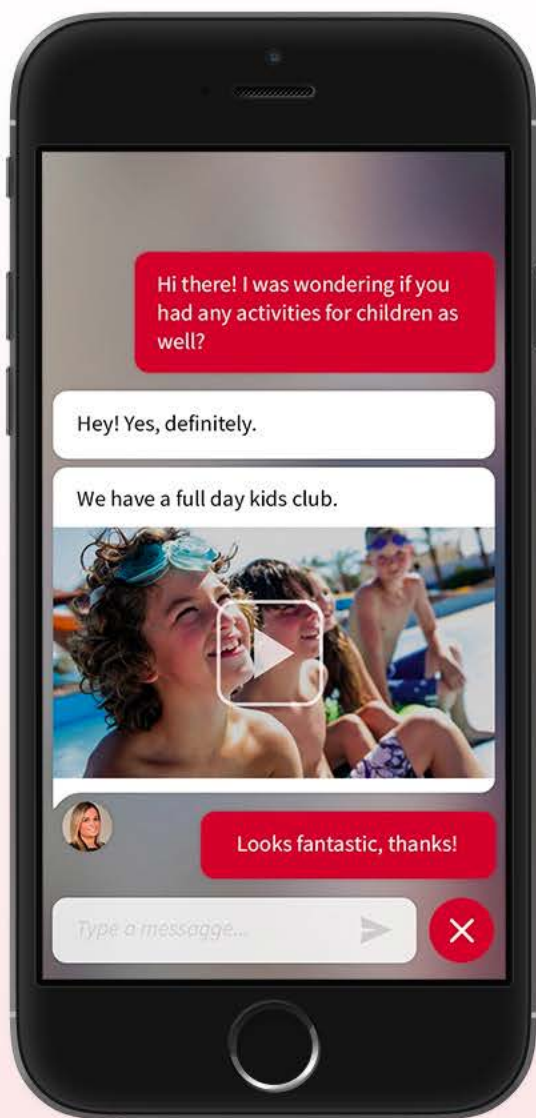 Hi there! I was wondering if you
had any activities for children as
well?
Hey! Yes, definitely.
We have a full day kids club.
Looks fantastic, thanks!
Type a messagge...